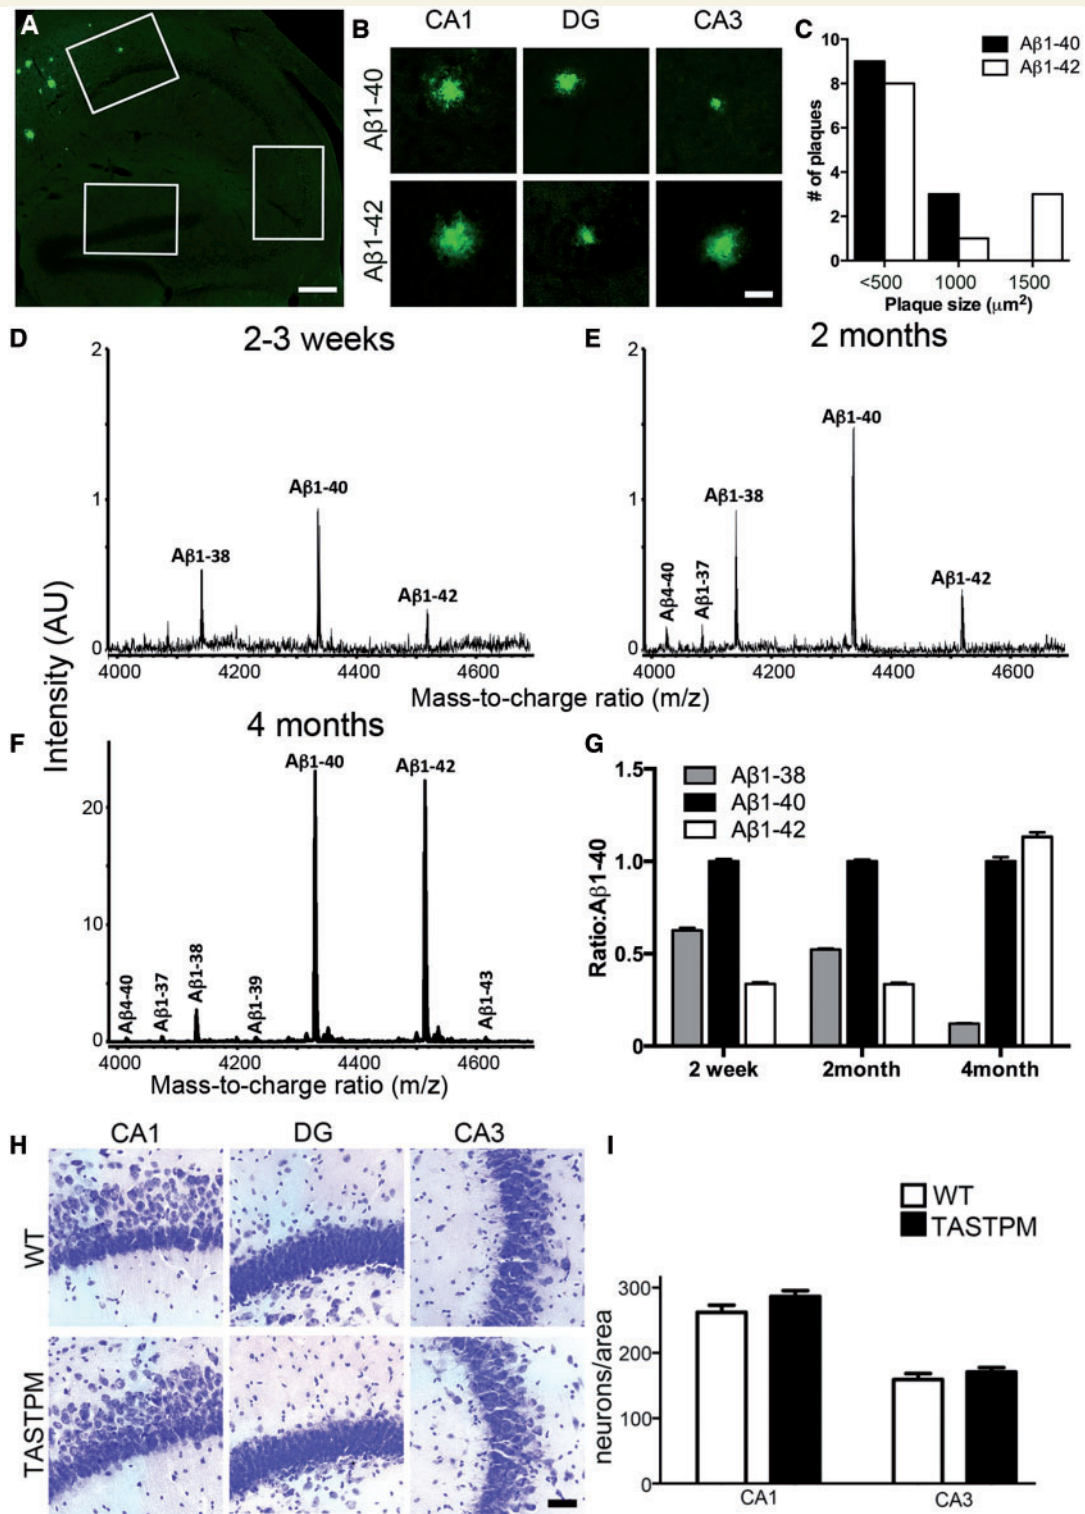 A
B
CA1 DG CA3
Aβ1-40
Aβ1-42
C
10
8
6
4
2
0
# of plaques
Aβ1-40
Aβ1-42
<500 1000 1500
Plaque size (μm²)
D
2-3 weeks
2
1
0
Aβ1-38
Aβ1-40
Aβ1-42
4000 4200 4400 4600
E
2 months
2
1
0
Aβ4-40
Aβ1-37
Aβ1-38
Aβ1-40
Aβ1-42
4000 4200 4400 4600
Mass-to-charge ratio (m/z)
Intensity (AU)
F
4 months
20
10
0
Aβ4-40
Aβ1-37
Aβ1-38
Aβ1-39
Aβ1-40
Aβ1-42
Aβ1-43
4000 4200 4400 4600
Mass-to-charge ratio (m/z)
G
1.5
1.0
0.5
0
Ratio:Aβ1-40
Aβ1-38
Aβ1-40
Aβ1-42
2 week 2month 4month
H
CA1 DG CA3
WT
TASTPM
I
WT
TASTPM
300
200
100
0
neurons/area
CA1 CA3